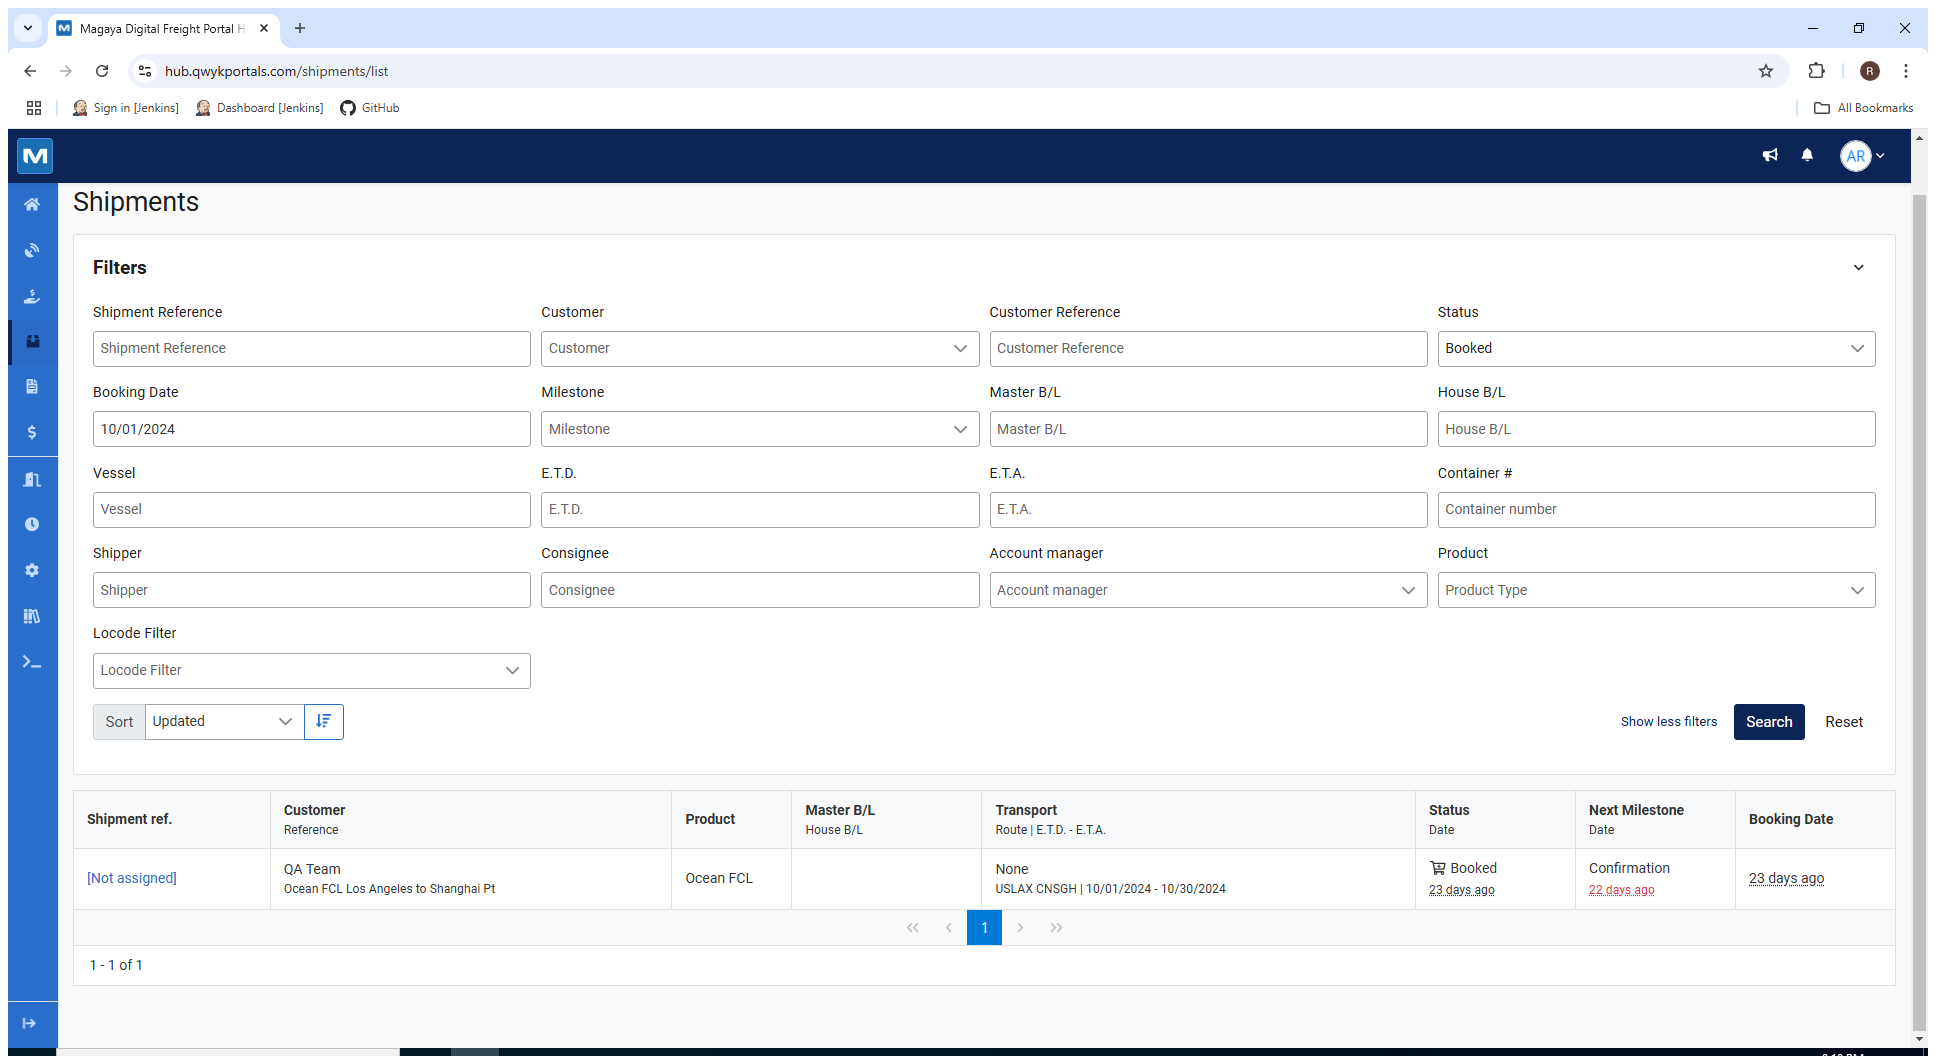 Magaya Digital Freight Portal H
hub.qwykportals.com/shipments/list
R
Sign in [Jenkins]
Dashboard [Jenkins]
GitHub
All Bookmarks
M
AR
Shipments
Filters
Shipment Reference
Customer
Customer Reference
Status
Shipment Reference
Customer
Customer Reference
Booked
Booking Date
Milestone
Master B/L
House B/L
10/01/2024
Milestone
Master B/L
House B/L
Vessel
E.T.D.
E.T.A.
Container #
Vessel
E.T.D.
E.T.A.
Container number
Shipper
Consignee
Account manager
Product
Shipper
Consignee
Account manager
Product Type
Locode Filter
Locode Filter
Sort
Updated
Show less filters
Search
Reset
Shipment ref.
Customer
Reference
Product
Master B/L
House B/L
Transport
Route | E.T.D. - E.T.A.
Status
Date
Next Milestone
Date
Booking Date
[Not assigned]
QA Team
Ocean FCL Los Angeles to Shanghai Pt
Ocean FCL
None
USLAX CNSGH | 10/01/2024 - 10/30/2024
Booked
23 days ago
Confirmation
22 days ago
23 days ago
1
1 - 1 of 1